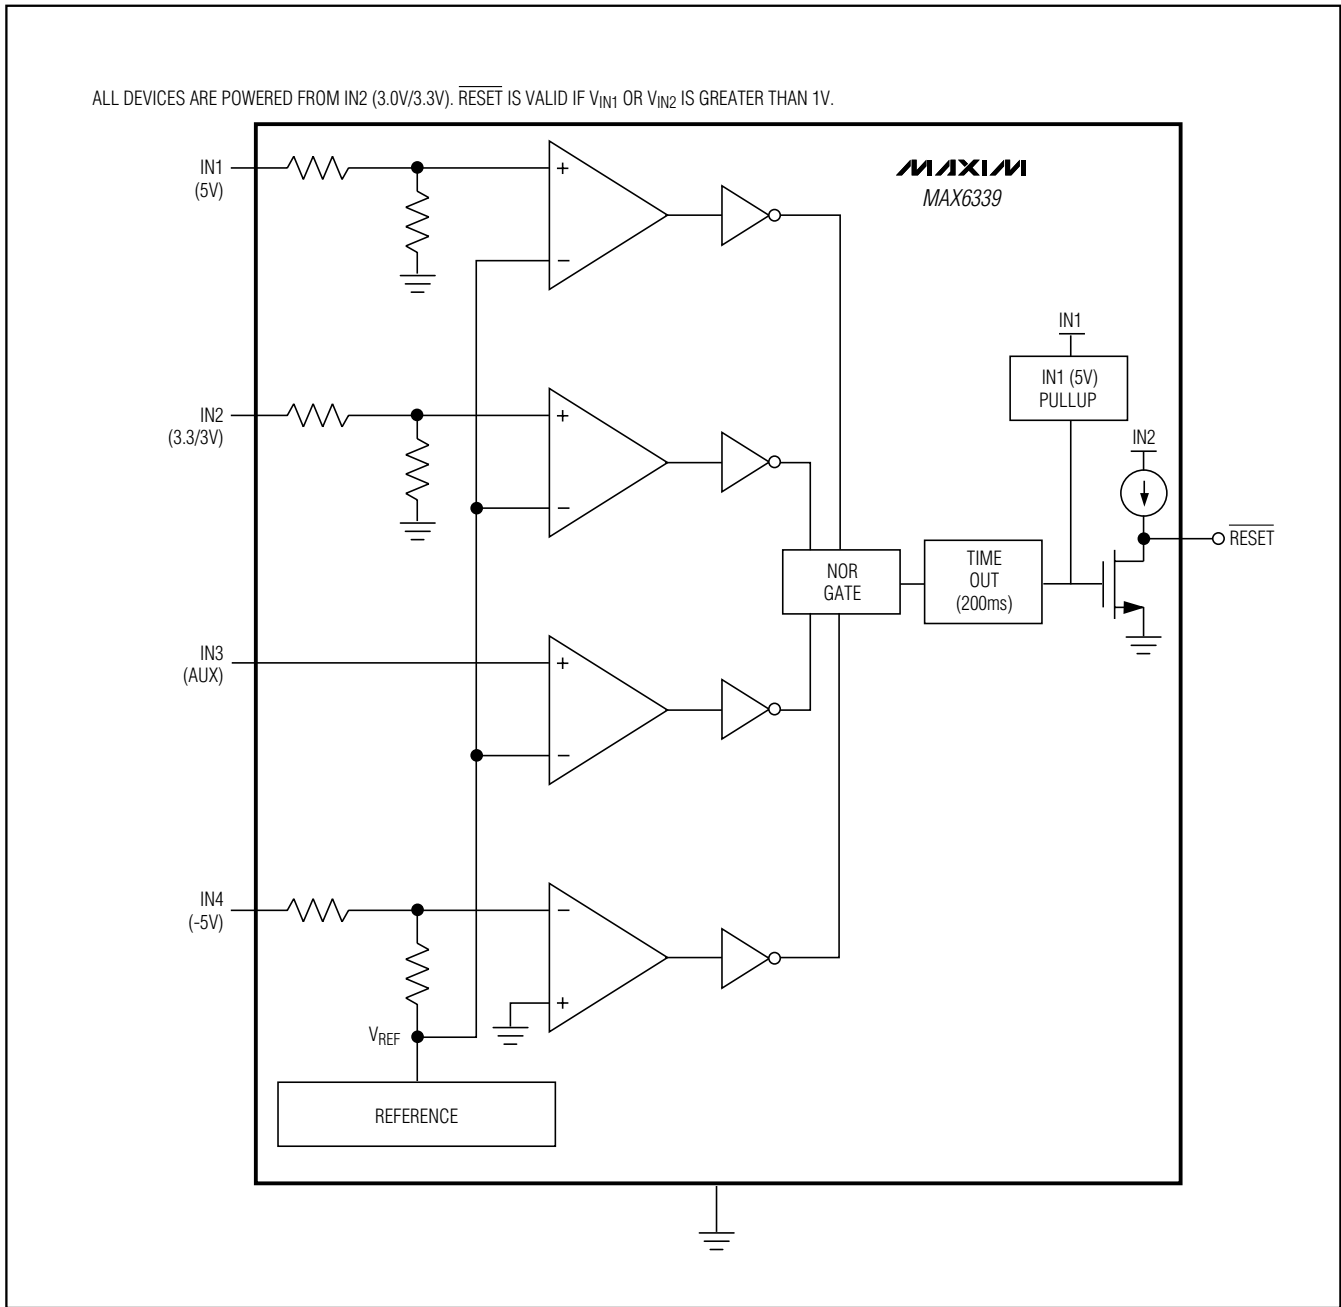 ALL DEVICES ARE POWERED FROM IN2 (3.0V/3.3V). RESET IS VALID IF VIN1 OR VIN2 IS GREATER THAN 1V.
IN1
(5V)
+
−
MAXIM
MAX6339
IN1
IN1 (5V)
PULLUP
IN2
(3.3/3V)
+
−
IN2
RESET
NOR
GATE
TIME
OUT
(200ms)
IN3
(AUX)
+
−
IN4
(-5V)
−
+
VREF
REFERENCE